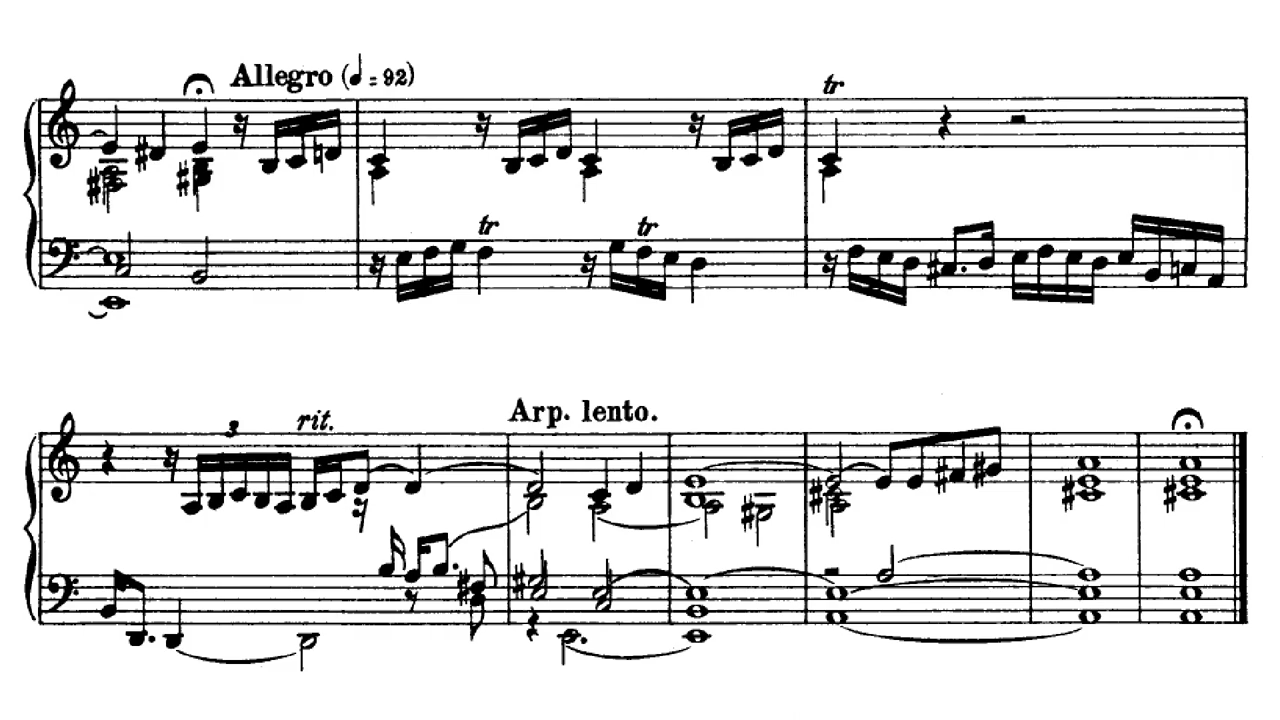 Allegro (♩ = 92)
tr
tr tr
3 rit.
Arp. lento.